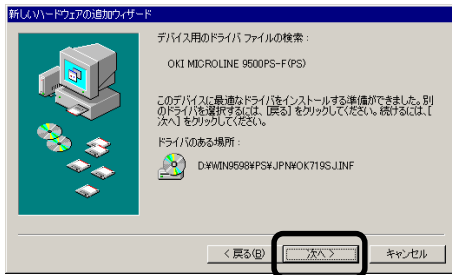 新しいハードウェアの追加ウィザード
デバイス用のドライバ ファイルの検索 :
OKI MICROLINE 9500PS-F(PS)
このデバイスに最適なドライバをインストールする準備ができました。別
のドライバを選択するには、[戻る] をクリックしてください。続けるには、[
次へ] をクリックしてください。
ドライバのある場所 :
D:¥WIN9598¥PS¥JPN¥OK719SJ.INF
< 戻る(B)
次へ >
キャンセル